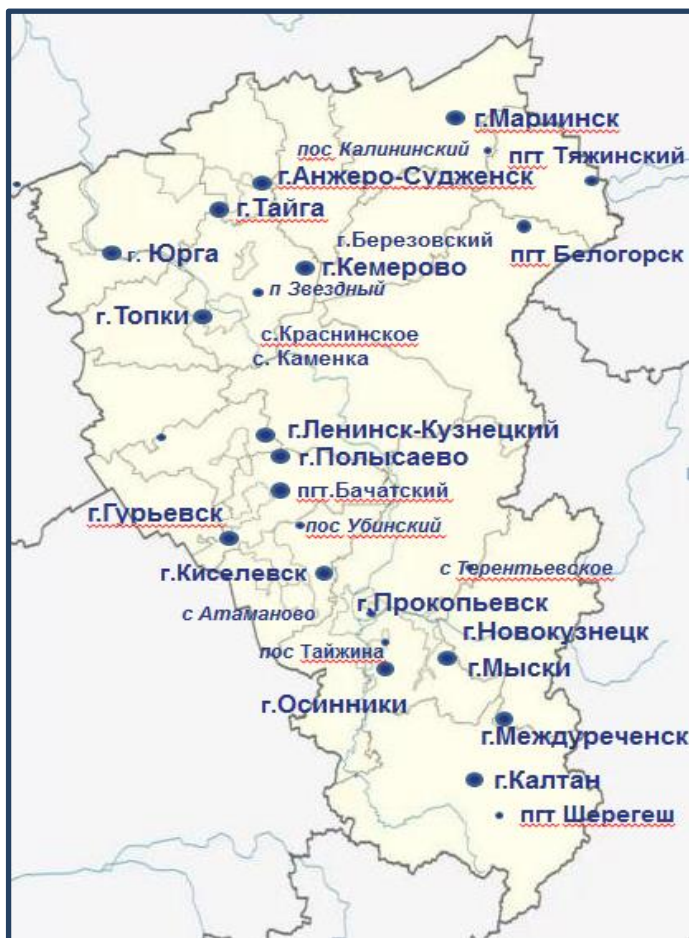 г.Мариинск
пос Калининский
пгт Тяжинский
г.Анжеро-Судженск
г.Тайга
г.Березовский
пгт Белогорск
г. Юрга
г.Кемерово
п Звездный
г.Топки
с.Краснинское
с. Каменка
г.Ленинск-Кузнецкий
г.Полысаево
пгт.Бачатский
г.Гурьевск
пос Убинский
г.Киселевск
с Терентьевское
с Атаманово
г.Прокопьевск
г.Новокузнецк
пос Тайжина
г.Мыски
г.Осинники
г.Междуреченск
г.Калтан
пгт Шерегеш